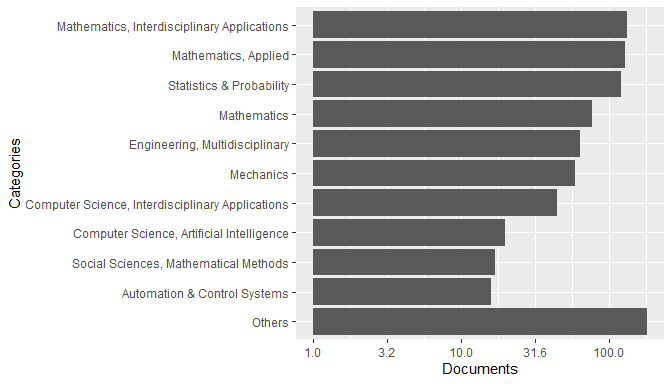 Mathematics, Interdisciplinary Applications
Mathematics, Applied
Statistics & Probability
Mathematics
Engineering, Multidisciplinary
Mechanics
Computer Science, Interdisciplinary Applications
Computer Science, Artificial Intelligence
Social Sciences, Mathematical Methods
Automation & Control Systems
Others
Categories
1.0 3.2 10.0 31.6 100.0
Documents